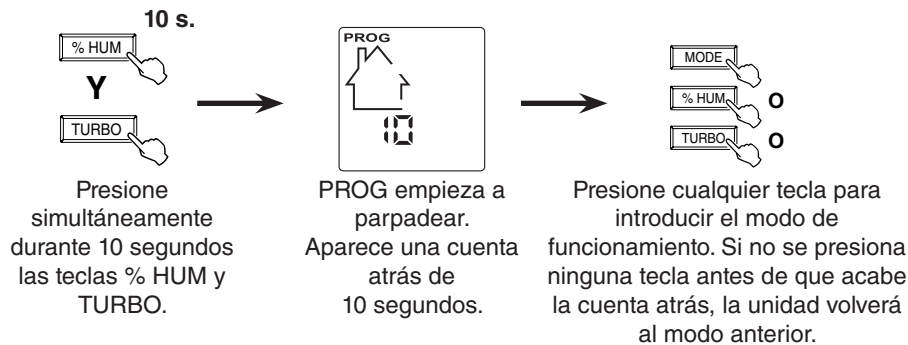 10 s.
% HUM
Y
TURBO
Presione
simultáneamente
durante 10 segundos
las teclas % HUM y
TURBO.
PROG
10
PROG empieza a
parpadear.
Aparece una cuenta
atrás de
10 segundos.
MODE
% HUM O
TURBO O
Presione cualquier tecla para
introducir el modo de
funcionamiento. Si no se presiona
ninguna tecla antes de que acabe
la cuenta atrás, la unidad volverá
al modo anterior.